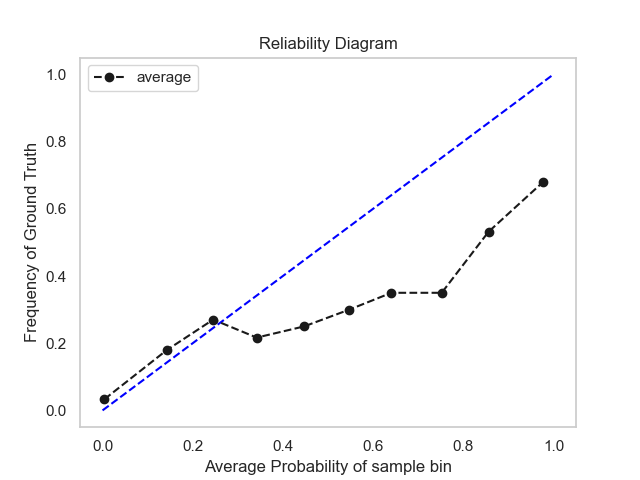 Reliability Diagram
average
Frequency of Ground Truth
1.0
0.8
0.6
0.4
0.2
0.0
0.0 0.2 0.4 0.6 0.8 1.0
Average Probability of sample bin